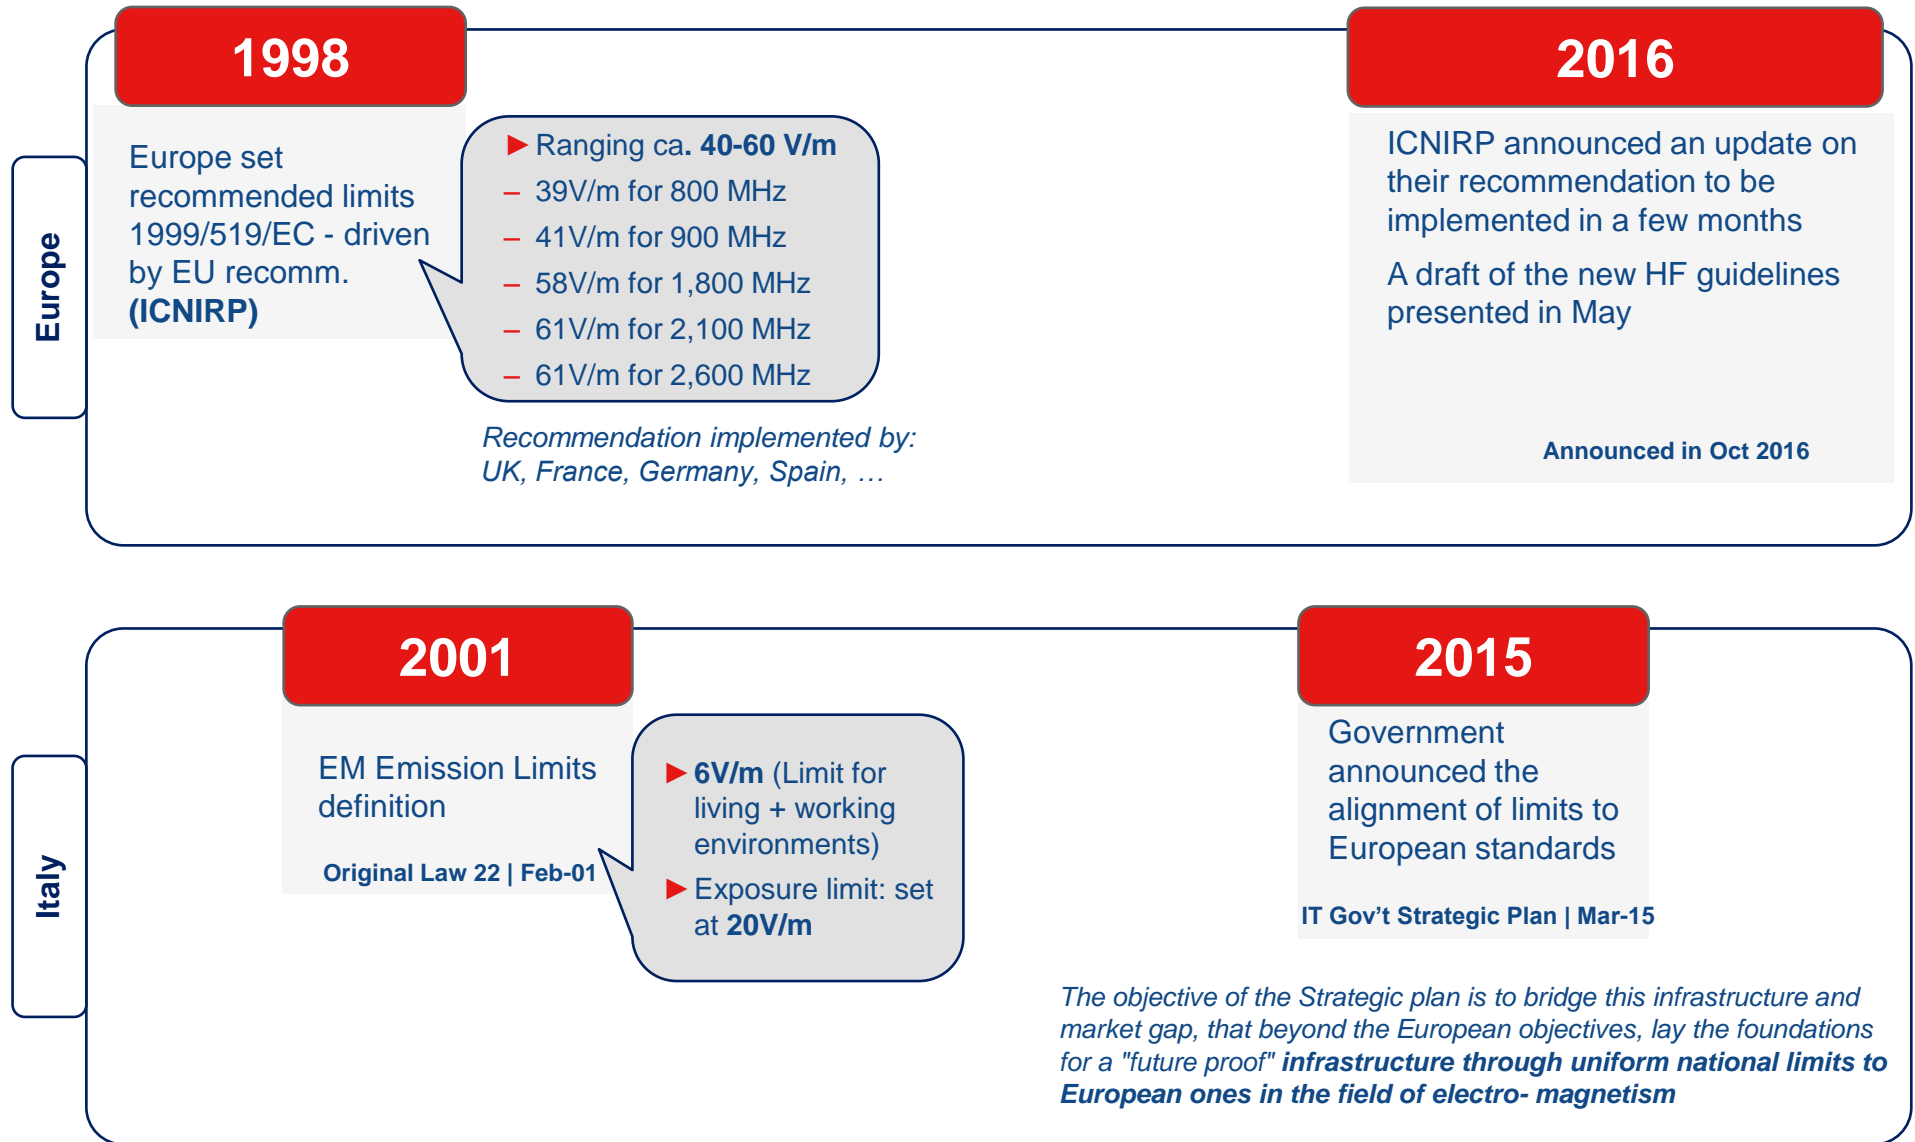 1998
2016
Europe
Europe set
recommended limits
1999/519/EC - driven
by EU recomm.
(ICNIRP)
► Ranging ca. 40-60 V/m
– 39V/m for 800 MHz
– 41V/m for 900 MHz
– 58V/m for 1,800 MHz
– 61V/m for 2,100 MHz
– 61V/m for 2,600 MHz
Recommendation implemented by:
UK, France, Germany, Spain, …
ICNIRP announced an update on
their recommendation to be
implemented in a few months
A draft of the new HF guidelines
presented in May
Announced in Oct 2016
2001
2015
Italy
EM Emission Limits
definition
Original Law 22 | Feb-01
► 6V/m (Limit for
living + working
environments)
► Exposure limit: set
at 20V/m
Government
announced the
alignment of limits to
European standards
IT Gov’t Strategic Plan | Mar-15
The objective of the Strategic plan is to bridge this infrastructure and
market gap, that beyond the European objectives, lay the foundations
for a "future proof" infrastructure through uniform national limits to
European ones in the field of electro- magnetism